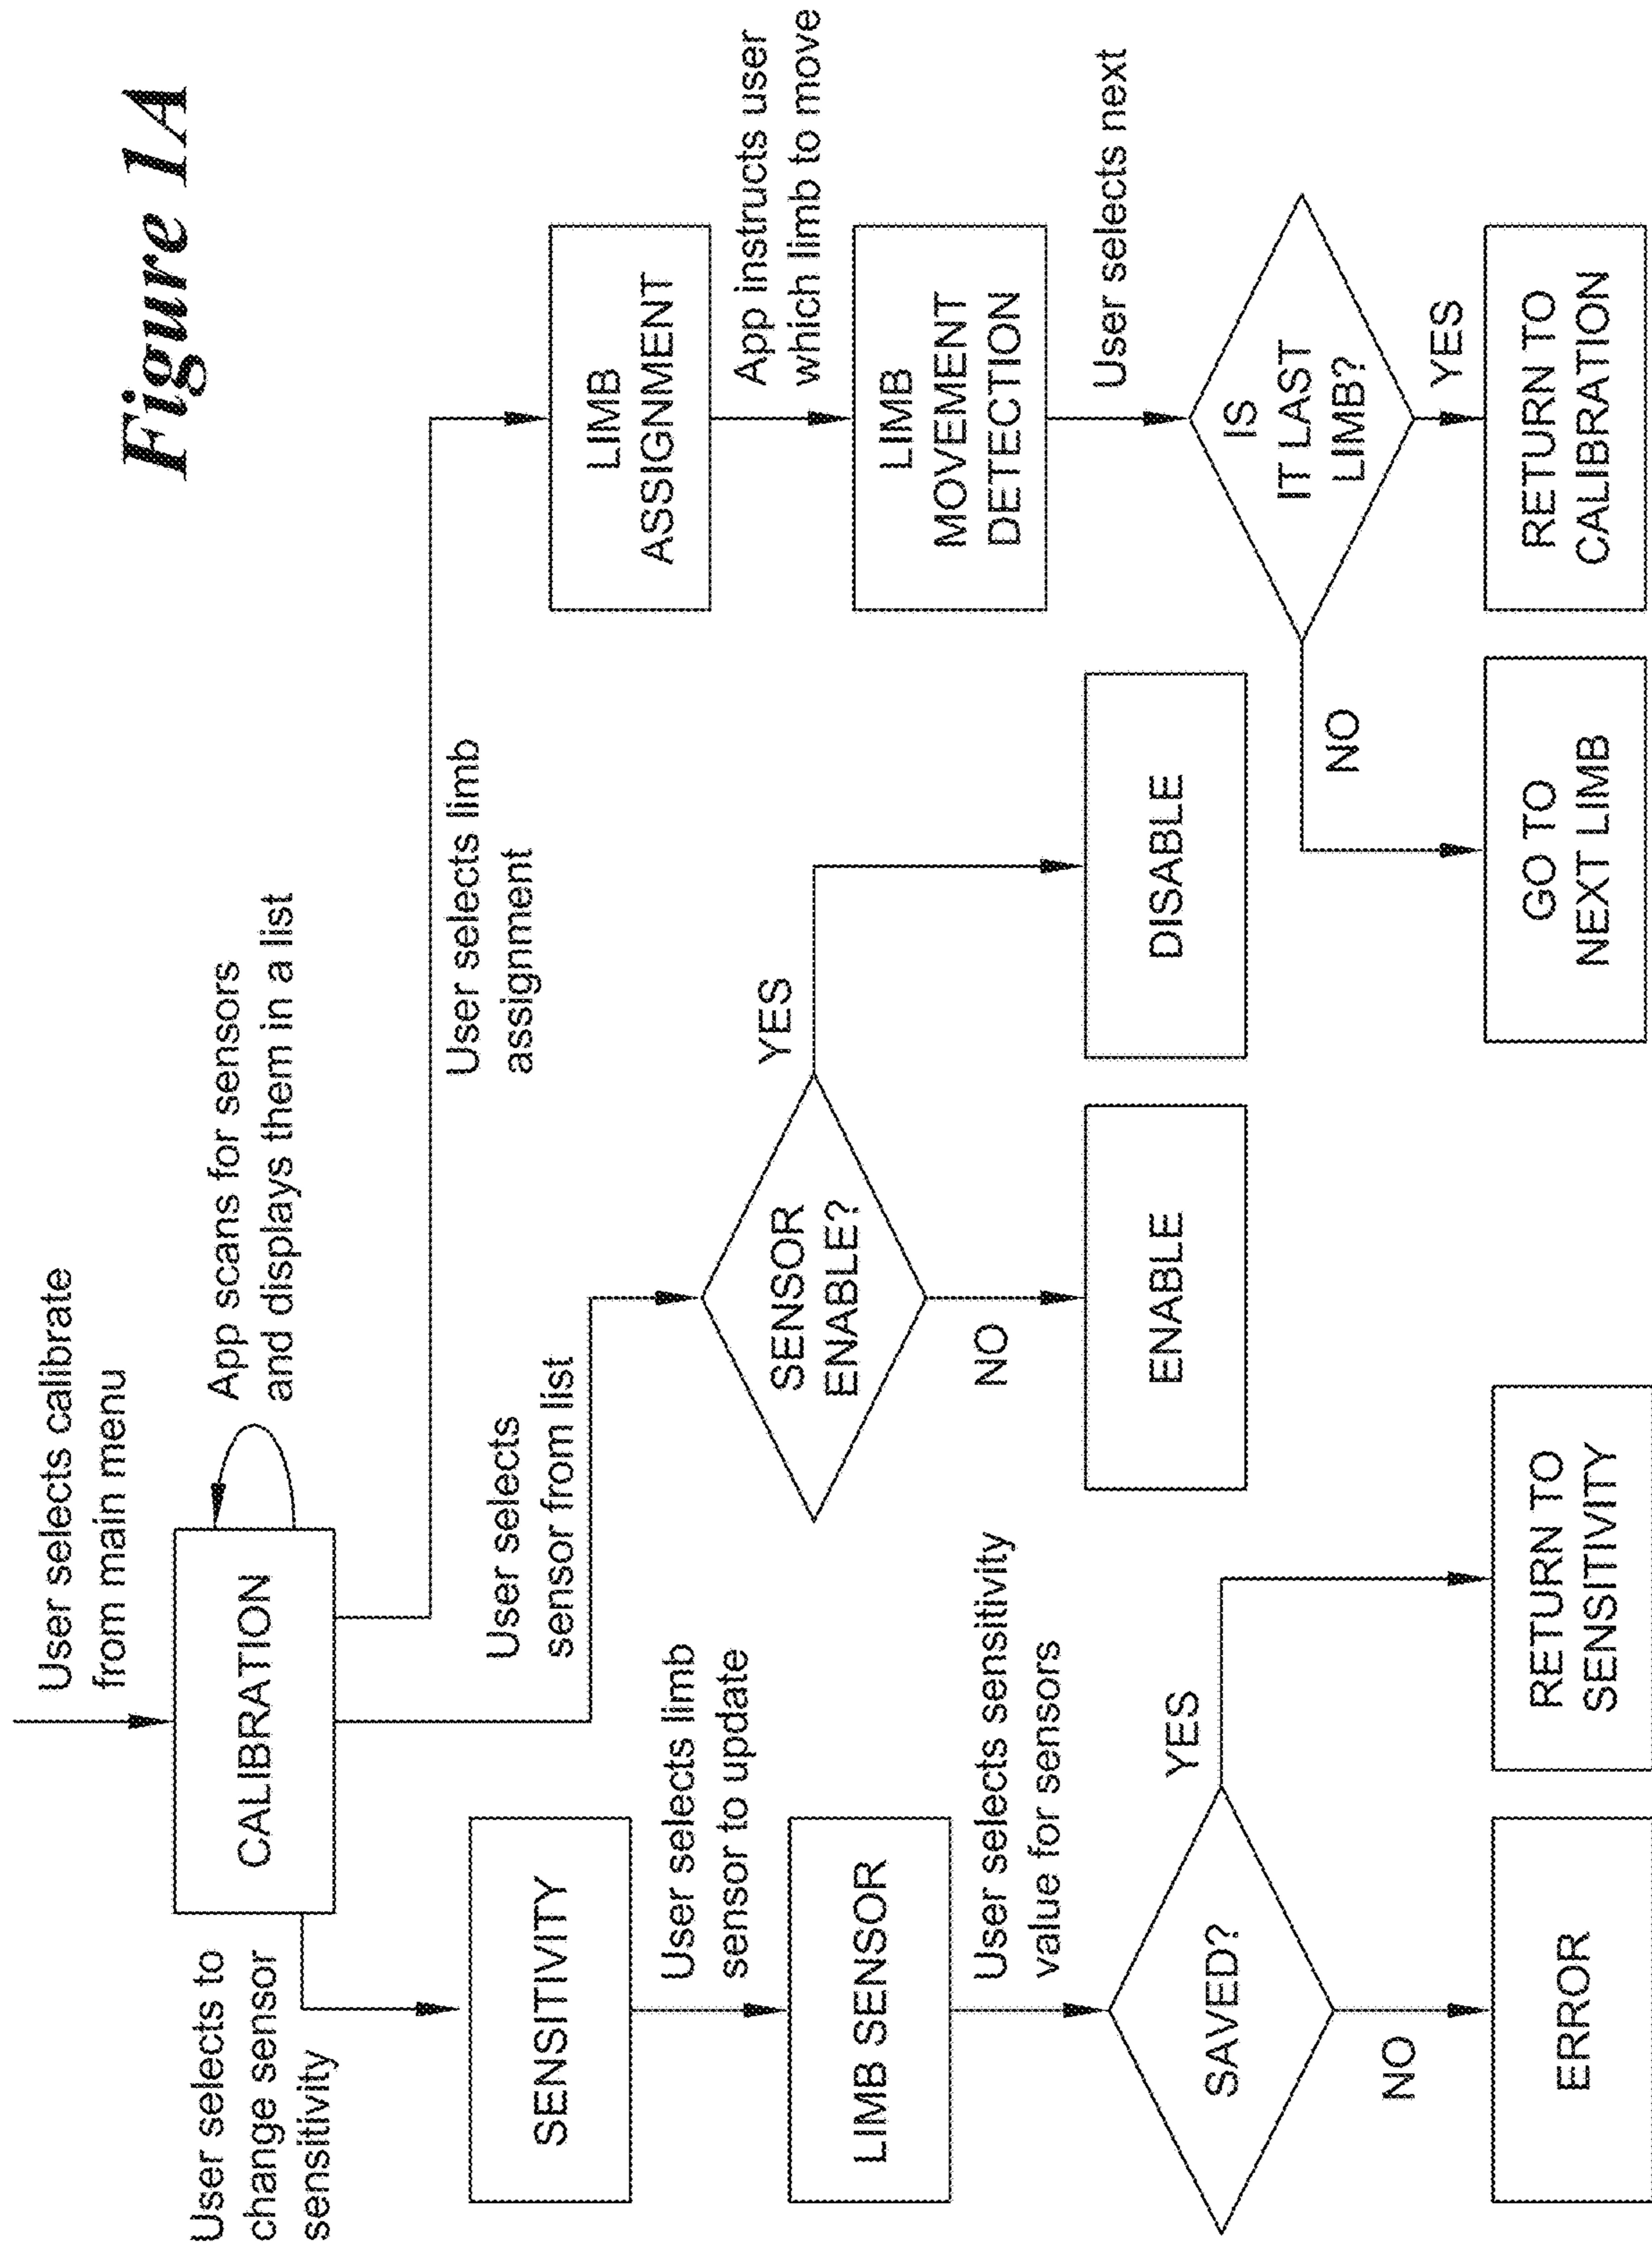 Figure 1A
User selects calibrate
from main menu
CALIBRATION
App scans for sensors
and displays them in a list
User selects to
change sensor
sensitivity
User selects
sensor from list
User selects limb
assignment
SENSITIVITY
User selects limb
sensor to update
LIMB SENSOR
User selects sensitivity
value for sensors
SAVED?
YES
NO
ERROR
RETURN TO
SENSITIVITY
SENSOR
ENABLE?
YES
NO
ENABLE
DISABLE
LIMB
ASSIGNMENT
App instructs user
which limb to move
LIMB
MOVEMENT
DETECTION
User selects next
IS
IT LAST
LIMB?
NO
YES
GO TO
NEXT LIMB
RETURN TO
CALIBRATION